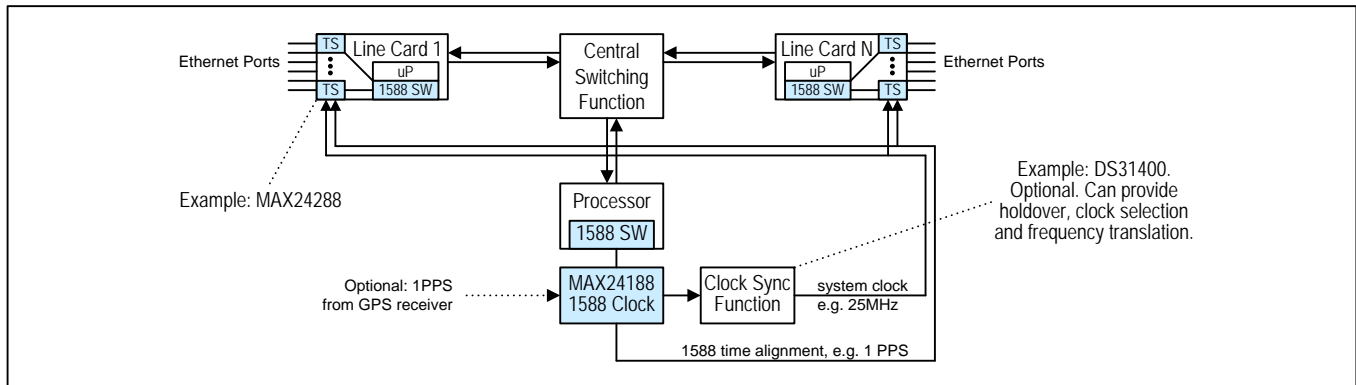 TS
Line Card 1
uP
1588 SW
TS
Ethernet Ports
Central
Switching
Function
Line Card N
TS
uP
1588 SW
TS
Ethernet Ports
Example: MAX24288
Processor
1588 SW
Example: DS31400.
Optional. Can provide
holdover, clock selection
and frequency translation.
Optional: 1PPS
from GPS receiver
MAX24188
1588 Clock
Clock Sync
Function
system clock
e.g. 25MHz
1588 time alignment, e.g. 1 PPS